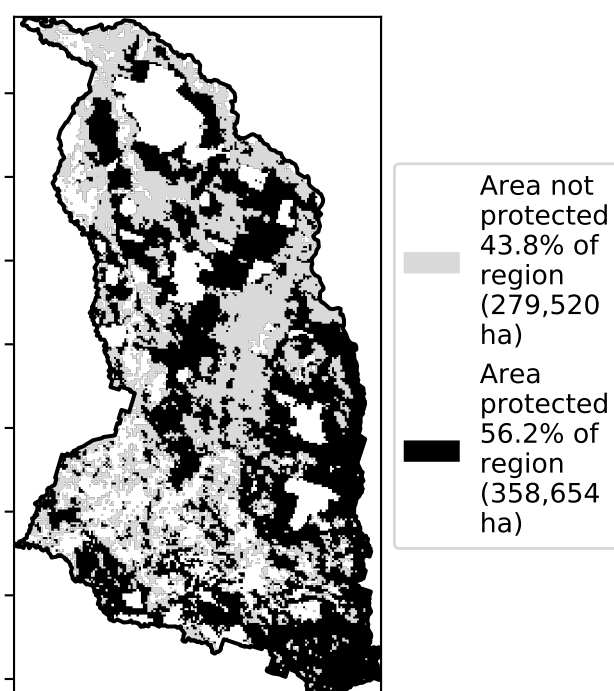 Area not
protected
43.8% of
region
(279,520
ha)
Area
protected
56.2% of
region
(358,654
ha)